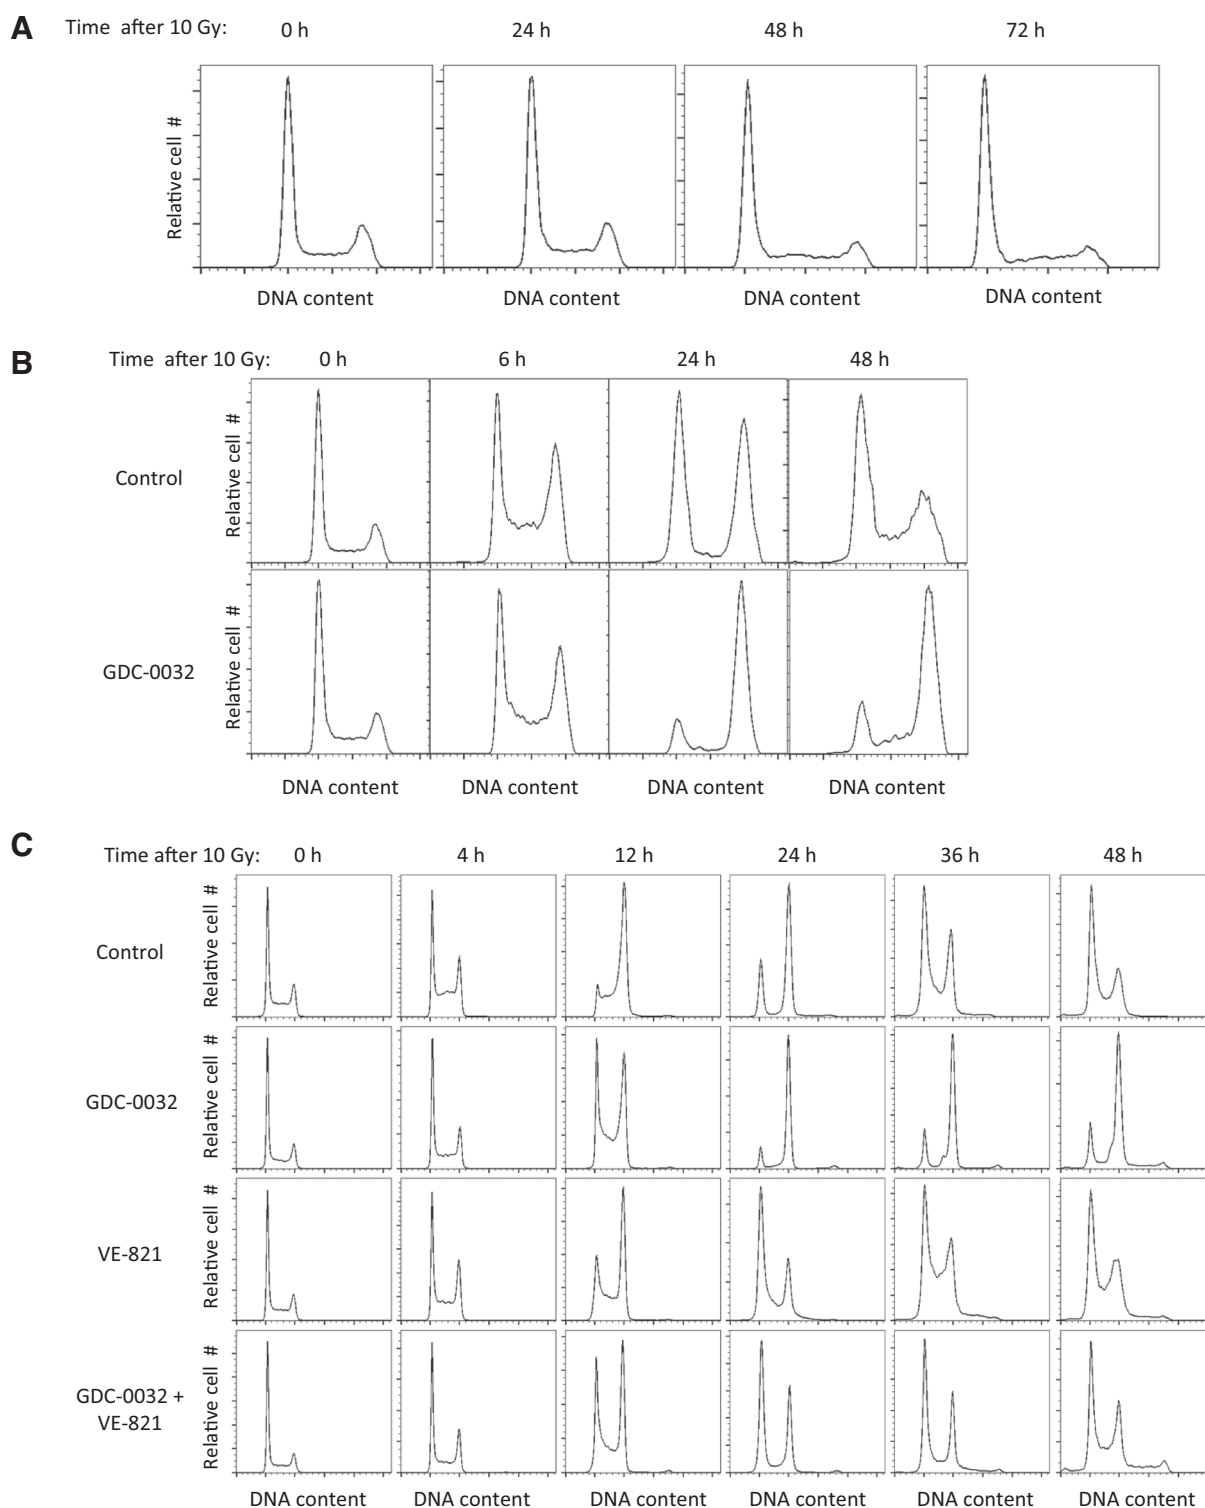 A Time after 10 Gy: 0 h 24 h 48 h 72 h
Relative cell #
DNA content DNA content DNA content DNA content
B Time after 10 Gy: 0 h 6 h 24 h 48 h
Control
Relative cell #
GDC-0032
Relative cell #
DNA content DNA content DNA content DNA content
C Time after 10 Gy: 0 h 4 h 12 h 24 h 36 h 48 h
Control
Relative cell #
GDC-0032
Relative cell #
VE-821
Relative cell #
GDC-0032 +
VE-821
Relative cell #
DNA content DNA content DNA content DNA content DNA content DNA content